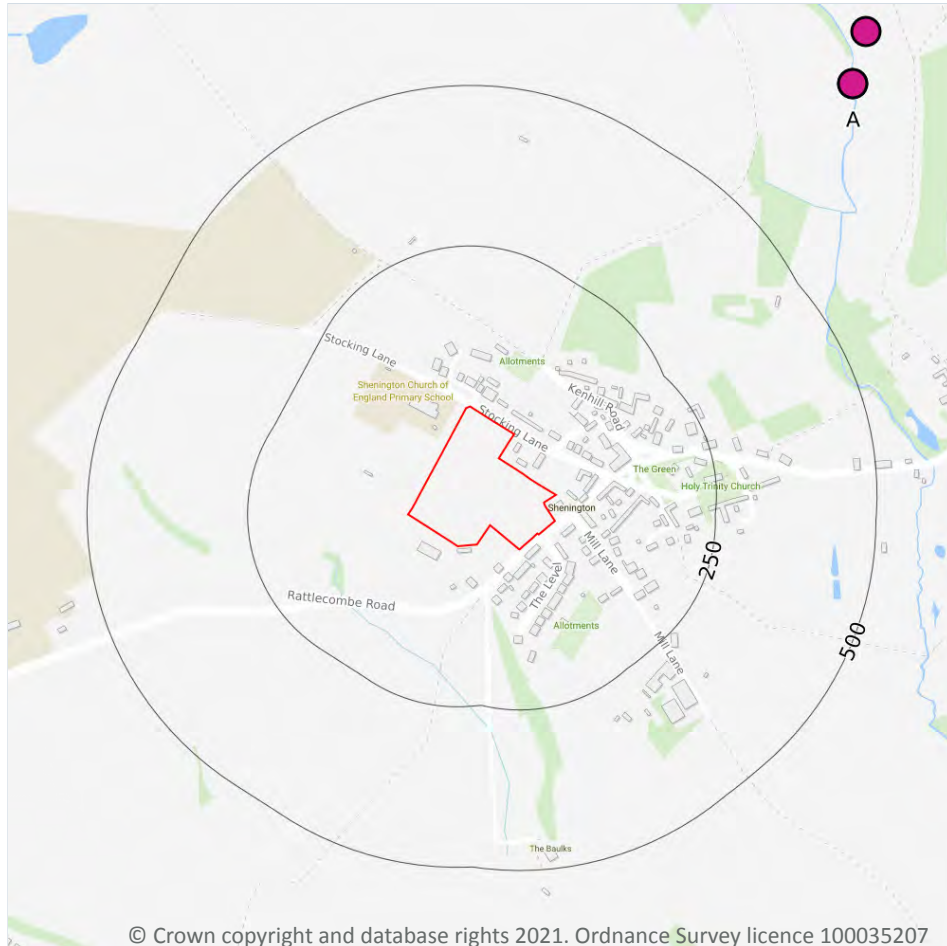 A
Stocking Lane
Allotments
Shenington Church of
England Primary School
Kenhill Road
Stocking Lane
The Green
Holy Trinity Church
Shenington
Mill Lane
250
The Level
Rattlecombe Road
Allotments
Mill Lane
500
The Baulks
© Crown copyright and database rights 2021. Ordnance Survey licence 100035207